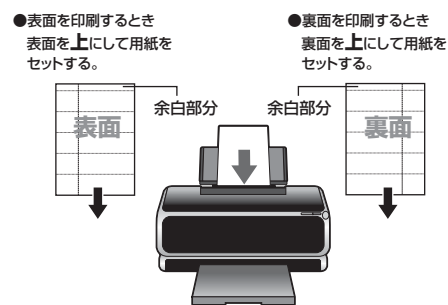 ●表面を印刷するとき
表面を上にして用紙を
セットする。
余白部分
表面
●裏面を印刷するとき
裏面を上にして用紙を
セットする。
余白部分
裏面